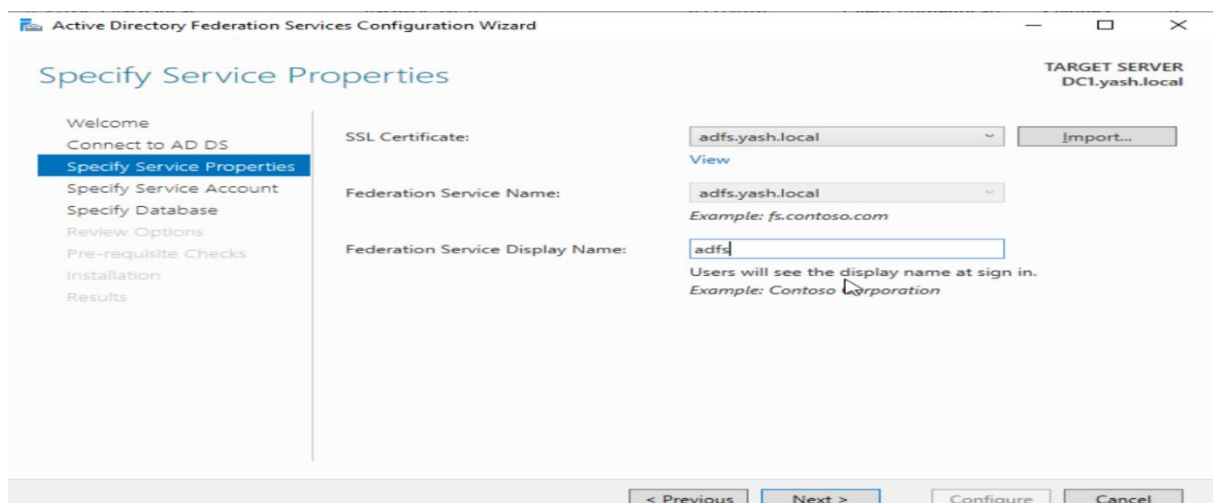 Active Directory Federation Services Configuration Wizard
Specify Service Properties
TARGET SERVER
DC1.yash.local
Welcome
Connect to AD DS
Specify Service Properties
Specify Service Account
Specify Database
Review Options
Pre-requisite Checks
Installation
Results
SSL Certificate:
adfs.yash.local
Import...
View
Federation Service Name:
adfs.yash.local
Example: fs.contoso.com
Federation Service Display Name:
adfs
Users will see the display name at sign in.
Example: Contoso Corporation
< Previous
Next >
Configure
Cancel